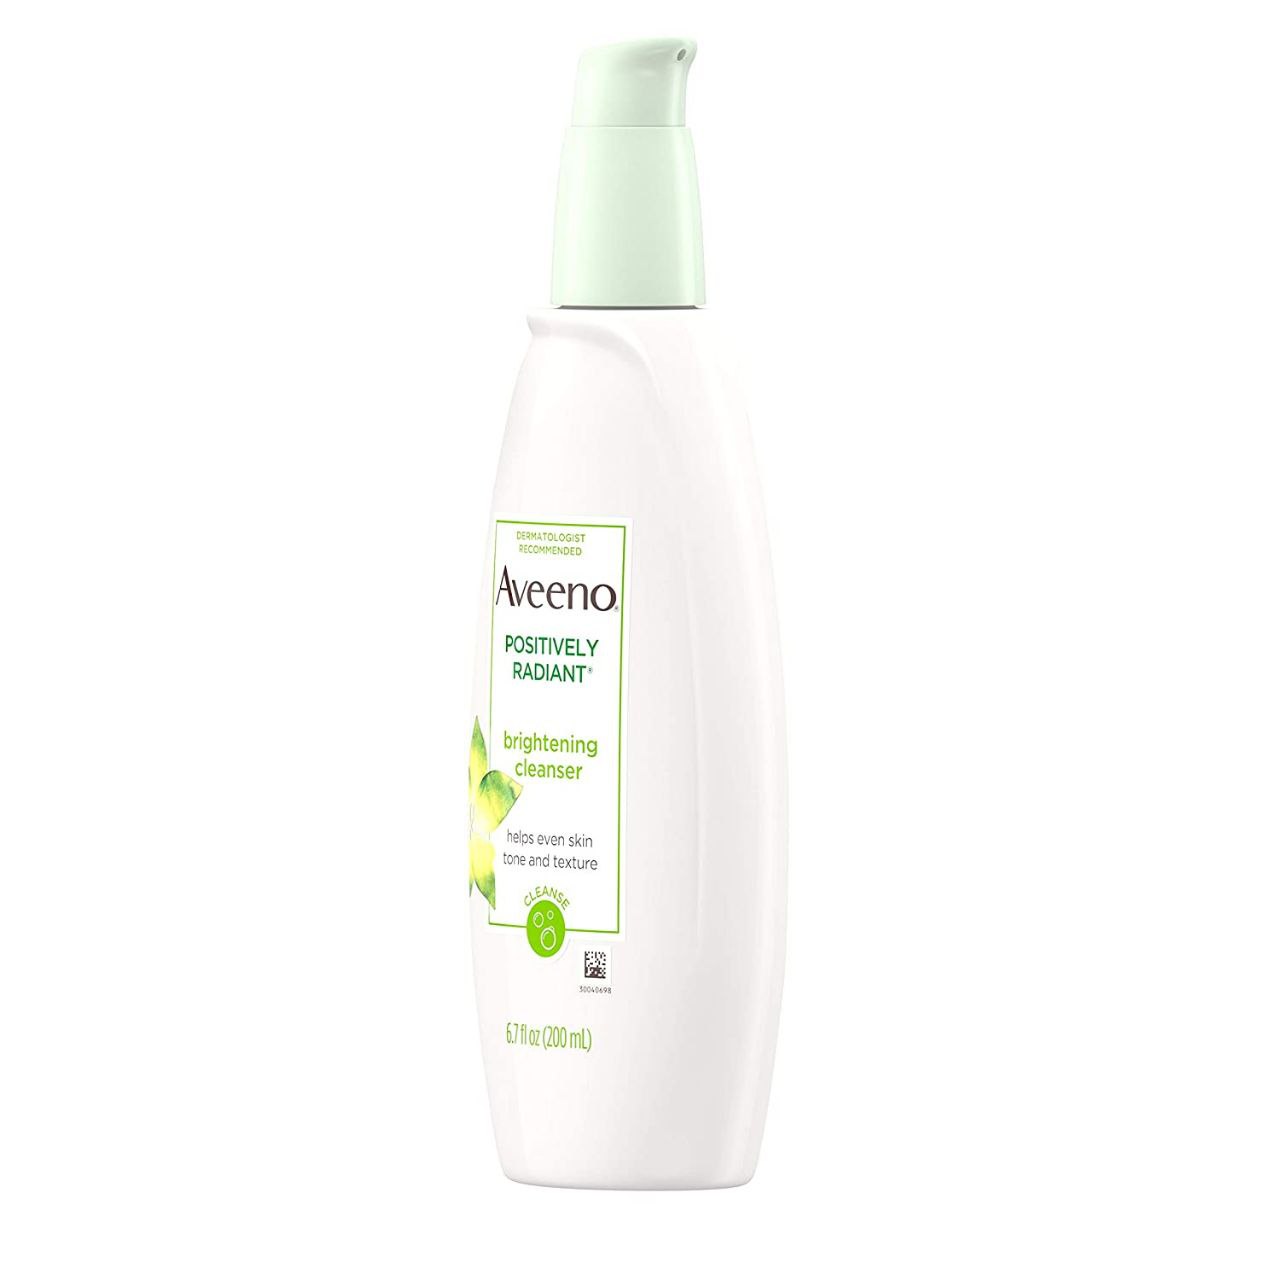 DERMATOLOGIST
RECOMMENDED
Aveeno®
POSITIVELY
RADIANT®
brightening
cleanser
helps even skin
tone and texture
CLEANSE
30040698
6.7 fl oz (200 mL)